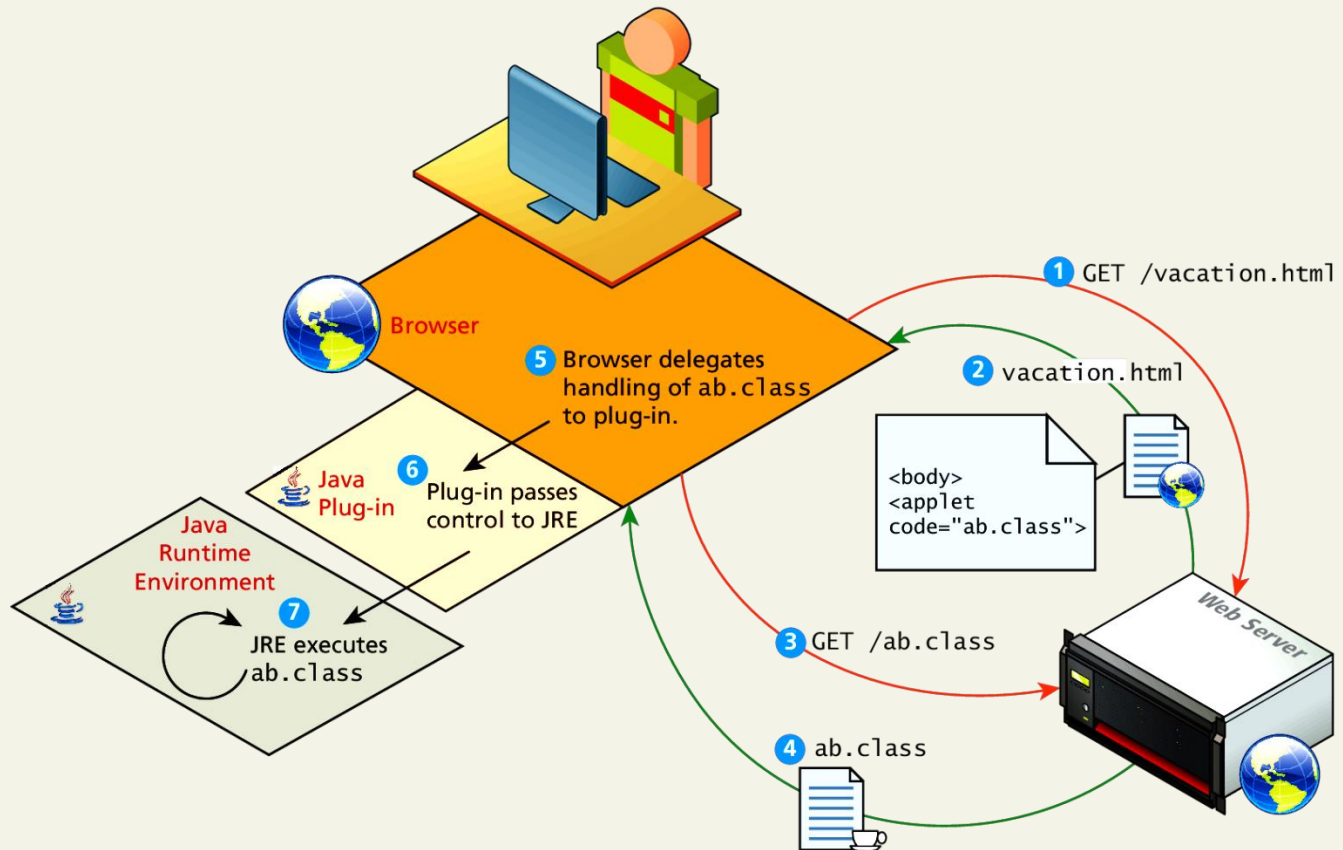 1 GET /vacation.html
2 vacation.html
<body>
<applet
code="ab.class">
Browser
5 Browser delegates
handling of ab.class
to plug-in.
Java
Plug-in
6 Plug-in passes
control to JRE
Java
Runtime
Environment
7
JRE executes
ab.class
3 GET /ab.class
Web Server
4 ab.class